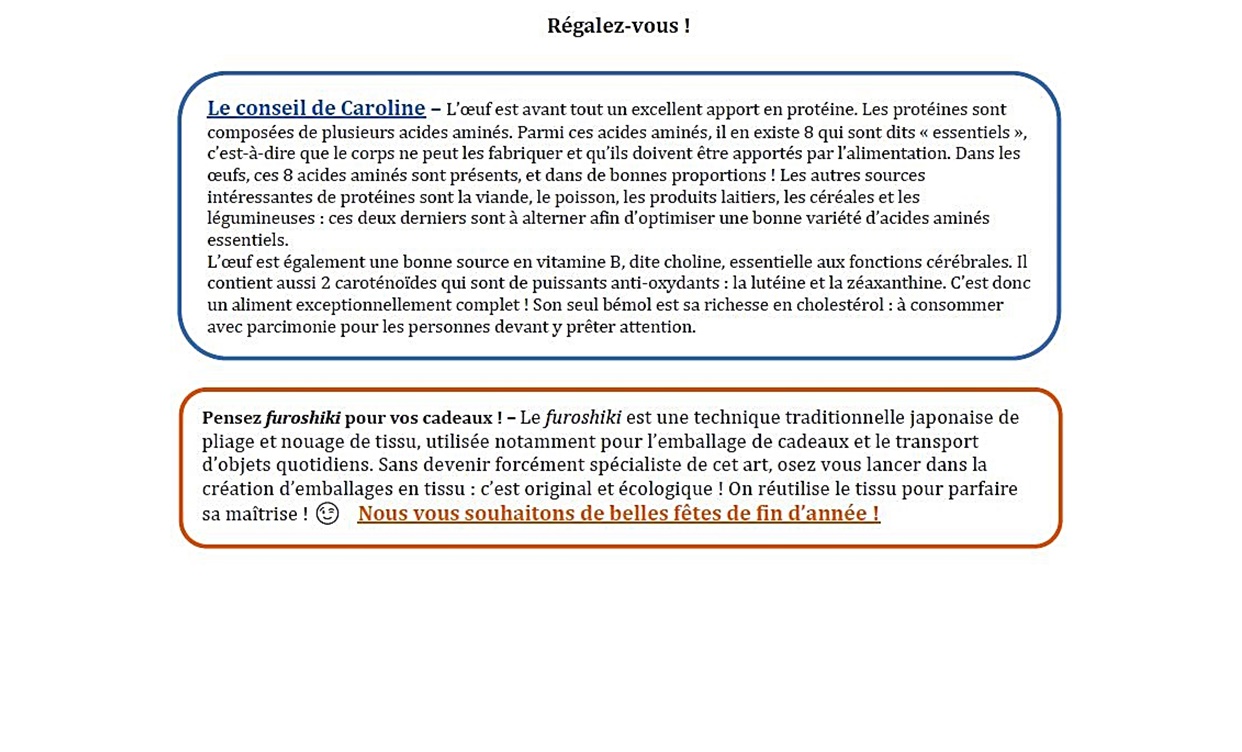 Régalez-vous !
Le conseil de Caroline – L’œuf est avant tout un excellent apport en protéine. Les protéines sont
composées de plusieurs acides aminés. Parmi ces acides aminés, il en existe 8 qui sont dits « essentiels »,
c’est-à-dire que le corps ne peut les fabriquer et qu’ils doivent être apportés par l’alimentation. Dans les
œufs, ces 8 acides aminés sont présents, et dans de bonnes proportions ! Les autres sources
intéressantes de protéines sont la viande, le poisson, les produits laitiers, les céréales et les
légumineuses : ces deux derniers sont à alterner afin d’optimiser une bonne variété d’acides aminés
essentiels.
L’œuf est également une bonne source en vitamine B, dite choline, essentielle aux fonctions cérébrales. Il
contient aussi 2 caroténoïdes qui sont de puissants anti-oxydants : la lutéine et la zéaxanthine. C’est donc
un aliment exceptionnellement complet ! Son seul bémol est sa richesse en cholestérol : à consommer
avec parcimonie pour les personnes devant y prêter attention.
Pensez furoshiki pour vos cadeaux ! – Le furoshiki est une technique traditionnelle japonaise de
pliage et nouage de tissu, utilisée notamment pour l’emballage de cadeaux et le transport
d’objets quotidiens. Sans devenir forcément spécialiste de cet art, osez vous lancer dans la
création d’emballages en tissu : c’est original et écologique ! On réutilise le tissu pour parfaire
sa maîtrise ! 😉 Nous vous souhaitons de belles fêtes de fin d’année !